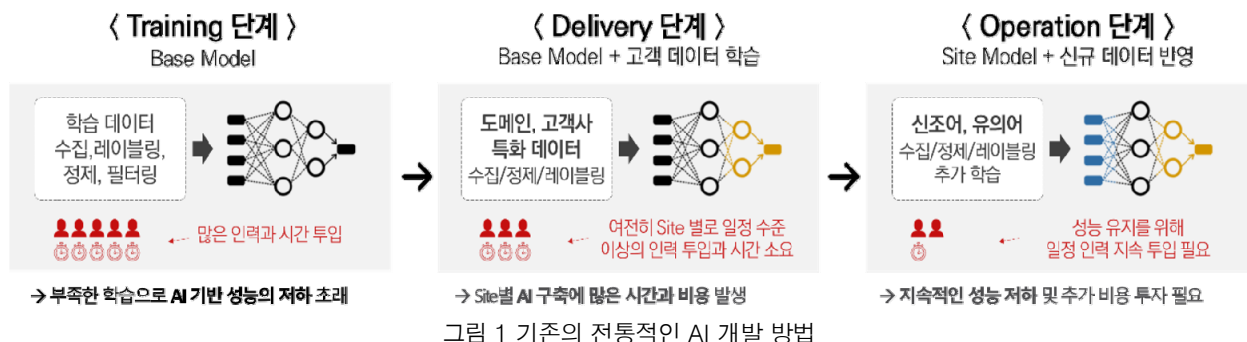 〈 Training 단계 〉
Base Model
학습 데이터
수집,레이블링,
정제, 필터링
많은 인력과 시간 투입
→ 부족한 학습으로 AI 기반 성능의 저하 초래
〈 Delivery 단계 〉
Base Model + 고객 데이터 학습
도메인, 고객사
특화 데이터
수집/정제/레이블링
여전히 Site 별로 일정 수준
이상의 인력 투입과 시간 소요
→ Site별 AI 구축에 많은 시간과 비용 발생
〈 Operation 단계 〉
Site Model + 신규 데이터 반영
신조어, 유의어
수집/정제/레이블링
추가 학습
성능 유지를 위해
일정 인력 지속 투입 필요
→ 지속적인 성능 저하 및 추가 비용 투자 필요
그림 1 기존의 전통적인 AI 개발 방법